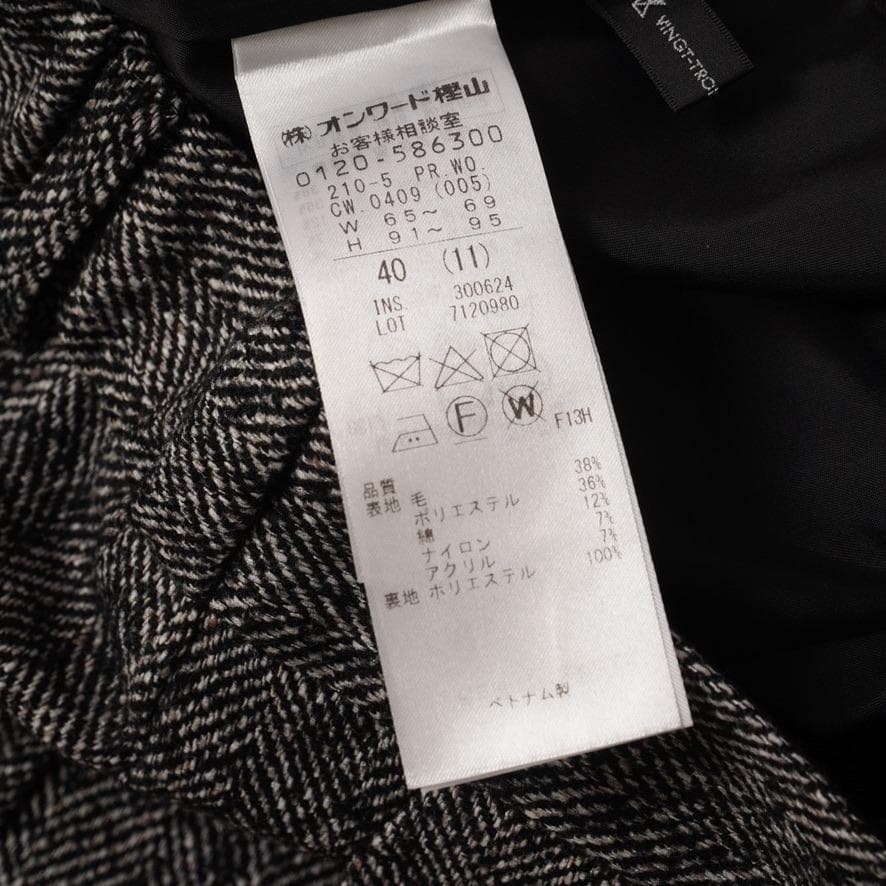 WINGT-TRO
(株) オンワード樫山
お客様相談室
0120-586300
210-5 PR.WO.
CW.0409 (005)
W 65～ 69
H 91～ 95
40 (11)
INS. 300624
LOT 7120980
F W F13H
品質
表地 毛 38%
ポリエステル 36%
綿 12%
ナイロン 7%
アクリル 7%
裏地 ポリエステル 100%
ベトナム製